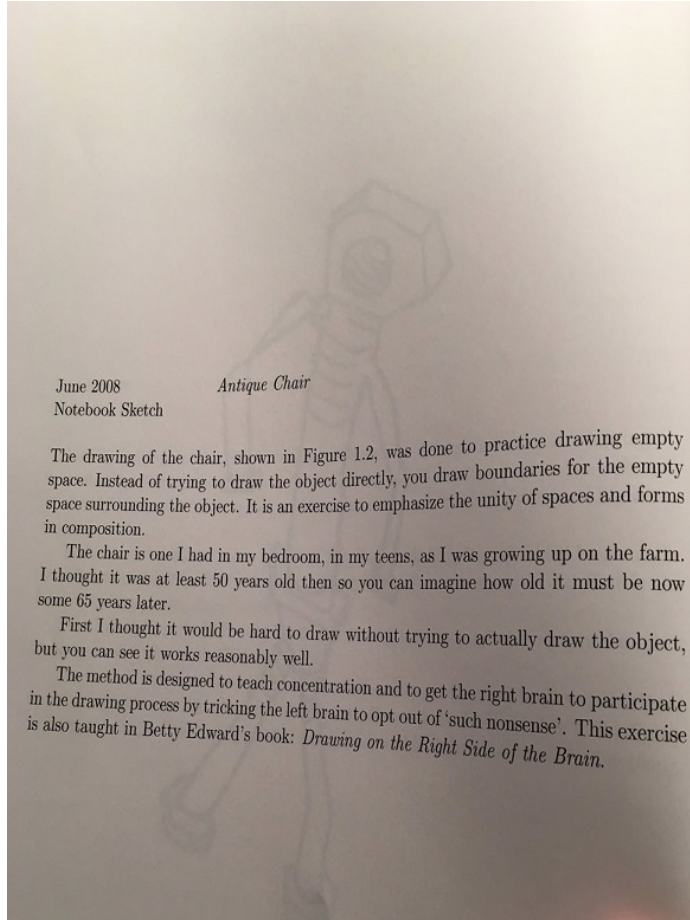 June 2008 Antique Chair
Notebook Sketch
The drawing of the chair, shown in Figure 1.2, was done to practice drawing empty
space. Instead of trying to draw the object directly, you draw boundaries for the empty
space surrounding the object. It is an exercise to emphasize the unity of spaces and forms
in composition.
The chair is one I had in my bedroom, in my teens, as I was growing up on the farm.
I thought it was at least 50 years old then so you can imagine how old it must be now
some 65 years later.
First I thought it would be hard to draw without trying to actually draw the object,
but you can see it works reasonably well.
The method is designed to teach concentration and to get the right brain to participate
in the drawing process by tricking the left brain to opt out of ‘such nonsense’. This exercise
is also taught in Betty Edward’s book: Drawing on the Right Side of the Brain.